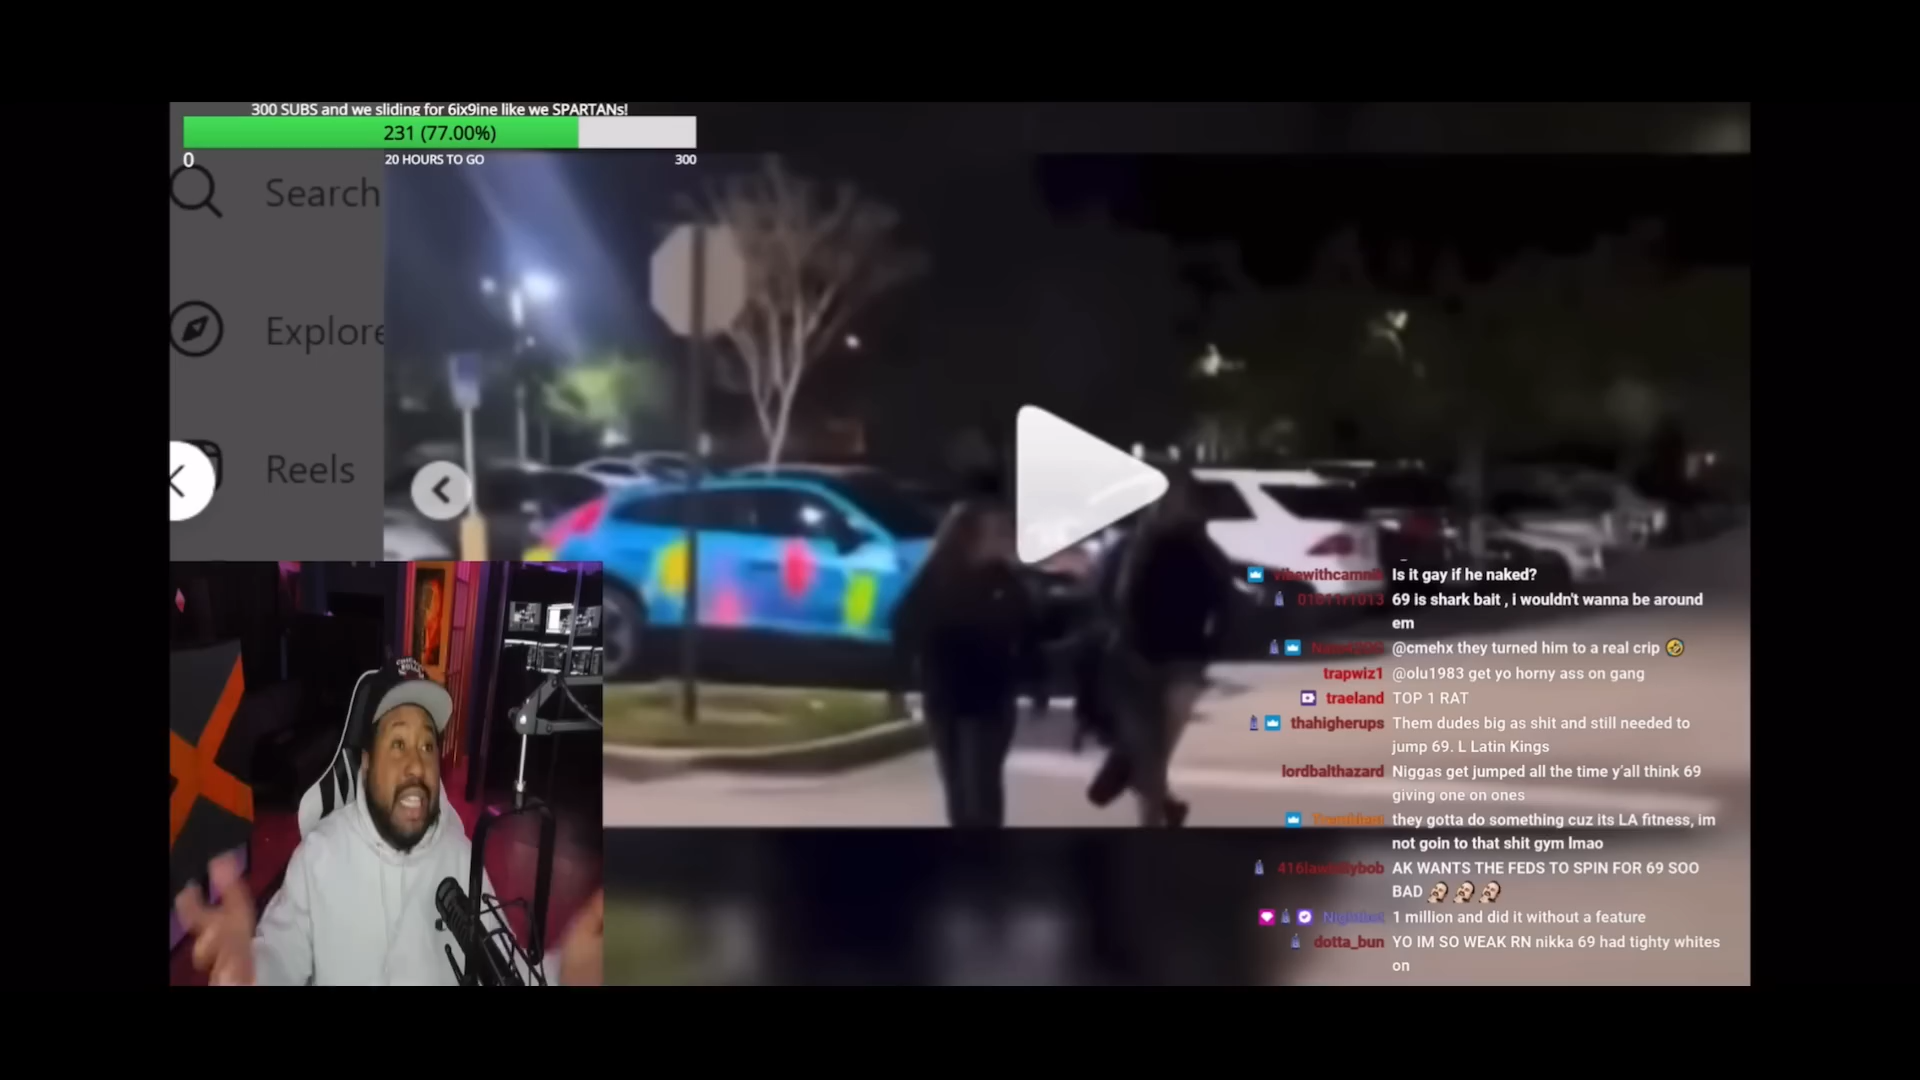 300 SUBS and we sliding for 6ix9ine like we SPARTANs!
231 (77.00%)
0 20 HOURS TO GO 300
Search
Explore
Reels
Is it gay if he naked?
69 is shark bait , i wouldn't wanna be around
em
@cmehx they turned him to a real crip 🤣
trapwiz1 @olu1983 get yo horny ass on gang
traeland TOP 1 RAT
thahigherups Them dudes big as shit and still needed to
jump 69. L Latin Kings
lordbalthazard Niggas get jumped all the time y'all think 69
giving one on ones
they gotta do something cuz its LA fitness, im
not goin to that shit gym lmao
AK WANTS THE FEDS TO SPIN FOR 69 SOO
BAD
Nightbot 1 million and did it without a feature
dotta_bun YO IM SO WEAK RN nikka 69 had tighty whites
on